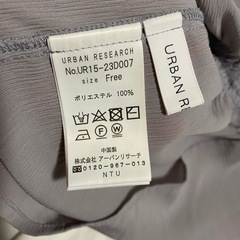 URBAN RESEARCH
No.UR15-23D007
size Free
ポリエステル 100%
中国製
株式会社アーバンリサーチ
0120-967-013
NTU
URBAN RESEA